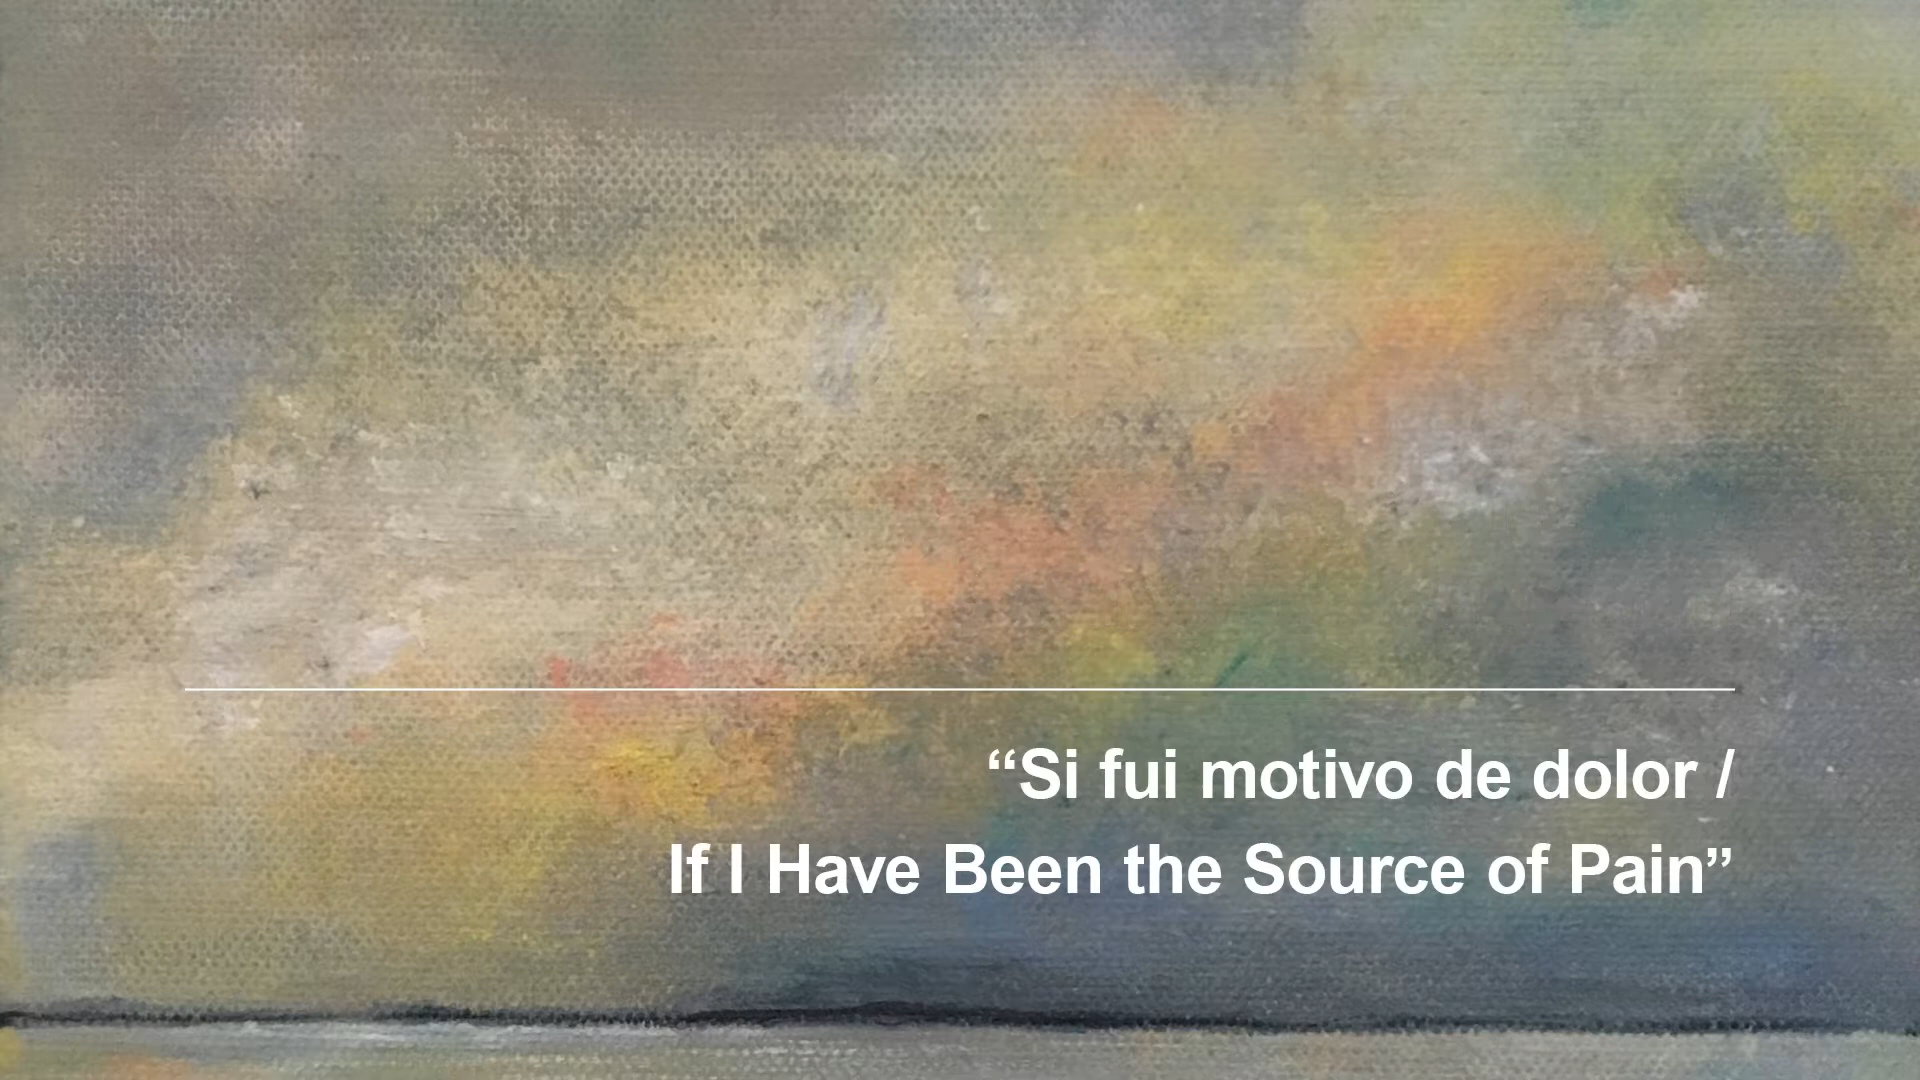 “Si fui motivo de dolor /
If I Have Been the Source of Pain”